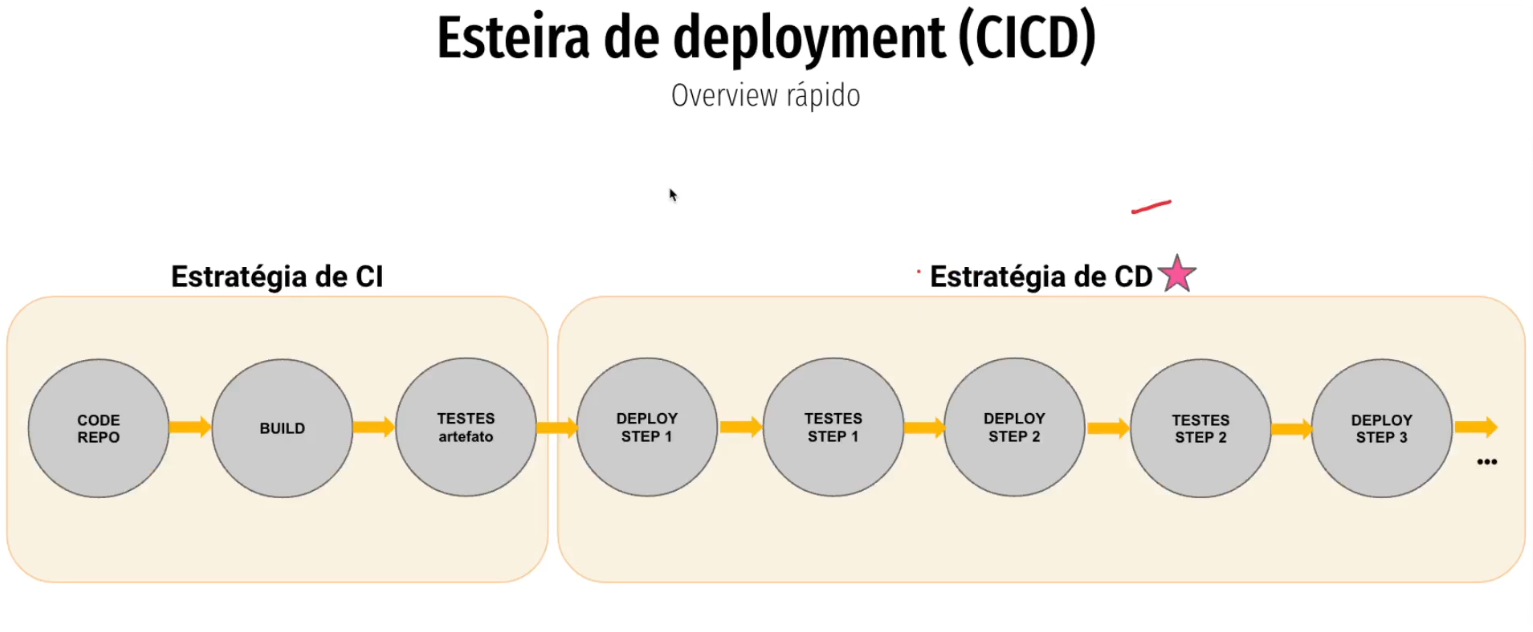 Esteira de deployment (CICD)
Overview rápido
Estratégia de CI
Estratégia de CD
CODE
REPO
BUILD
TESTES
artefato
DEPLOY
STEP 1
TESTES
STEP 1
DEPLOY
STEP 2
TESTES
STEP 2
DEPLOY
STEP 3
...